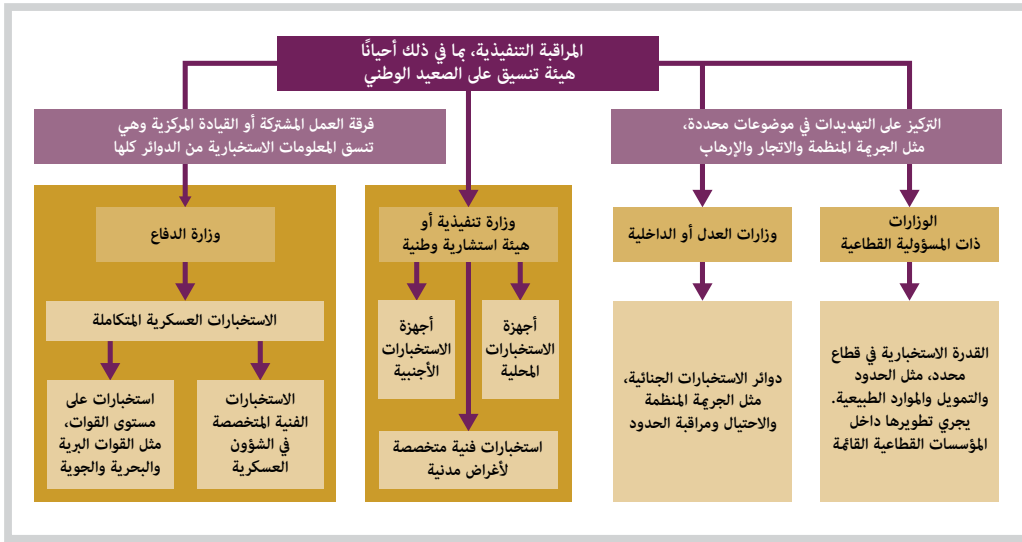 المراقبة التنفيذية، بما في ذلك أحيانًا
هيئة تنسيق على الصعيد الوطني
التركيز على التهديدات في موضوعات محددة،
مثل الجريمة المنظمة والاتجار والإرهاب
فرقة العمل المشتركة أو القيادة المركزية وهي
تنسق المعلومات الاستخبارية من الدوائر كلها
الوزارات
ذات المسؤولية القطاعية
القدرة الاستخبارية في قطاع
محدد، مثل الحدود
والتمويل والموارد الطبيعية.
يجري تطويرها داخل
المؤسسات القطاعية القائمة
وزارات العدل أو الداخلية
دوائر الاستخبارات الجنائية،
مثل الجريمة المنظمة
والاحتيال ومراقبة الحدود
وزارة تنفيذية أو
هيئة استشارية وطنية
أجهزة
الاستخبارات
المحلية
أجهزة
الاستخبارات
الأجنبية
استخبارات فنية متخصصة
لأغراض مدنية
وزارة الدفاع
الاستخبارات العسكرية المتكاملة
الاستخبارات
الفنية المتخصصة
في الشؤون
العسكرية
استخبارات على
مستوى القوات،
مثل القوات البرية
والبحرية والجوية